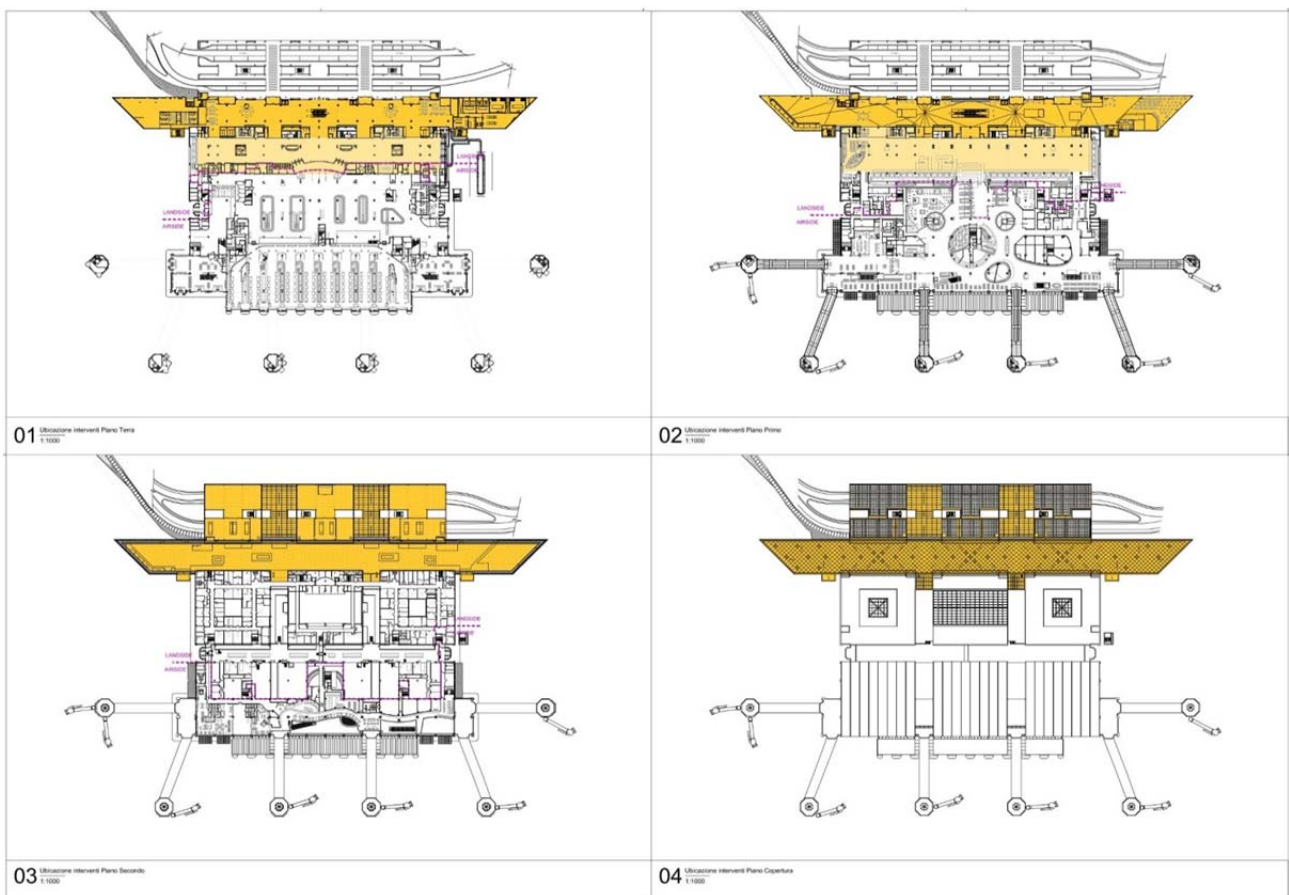 LANDSIDE
AIRSIDE
LANDSIDE
AIRSIDE
01 Ubicazione interventi Piano Terra
1:1000
LANDSIDE
LANDSIDE
AIRSIDE
02 Ubicazione interventi Piano Primo
1:1000
LANDSIDE
AIRSIDE
LANDSIDE
AIRSIDE
03 Ubicazione interventi Piano Secondo
1:1000
04 Ubicazione interventi Piano Copertura
1:1000